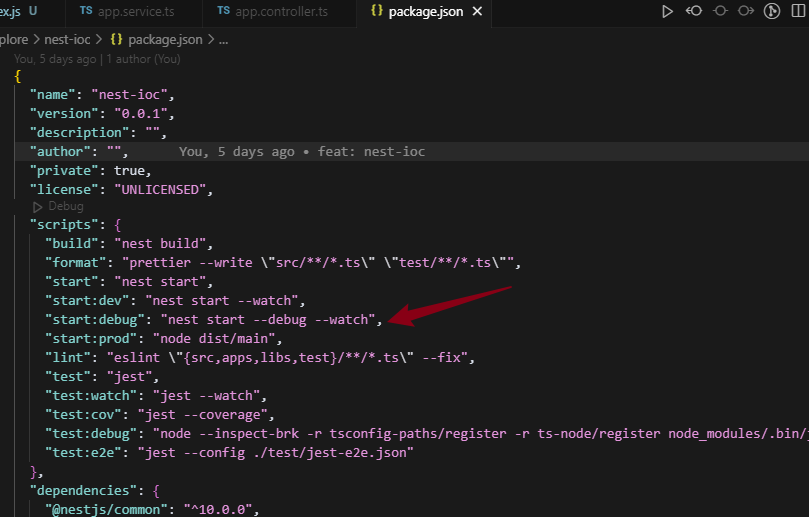 ex.js U TS app.service.ts TS app.controller.ts {} package.json ×
plore > nest-ioc > {} package.json > ...
You, 5 days ago | 1 author (You)
{
"name": "nest-ioc",
"version": "0.0.1",
"description": "",
"author": "", You, 5 days ago • feat: nest-ioc
"private": true,
"license": "UNLICENSED",
Debug
"scripts": {
"build": "nest build",
"format": "prettier --write \"src/**/*.ts\" \"test/**/*.ts\"",
"start": "nest start",
"start:dev": "nest start --watch",
"start:debug": "nest start --debug --watch",
"start:prod": "node dist/main",
"lint": "eslint \"{src,apps,libs,test}/**/*.ts\" --fix",
"test": "jest",
"test:watch": "jest --watch",
"test:cov": "jest --coverage",
"test:debug": "node --inspect-brk -r tsconfig-paths/register -r ts-node/register node_modules/.bin/
"test:e2e": "jest --config ./test/jest-e2e.json"
},
"dependencies": {
"@nestjs/common": "^10.0.0",